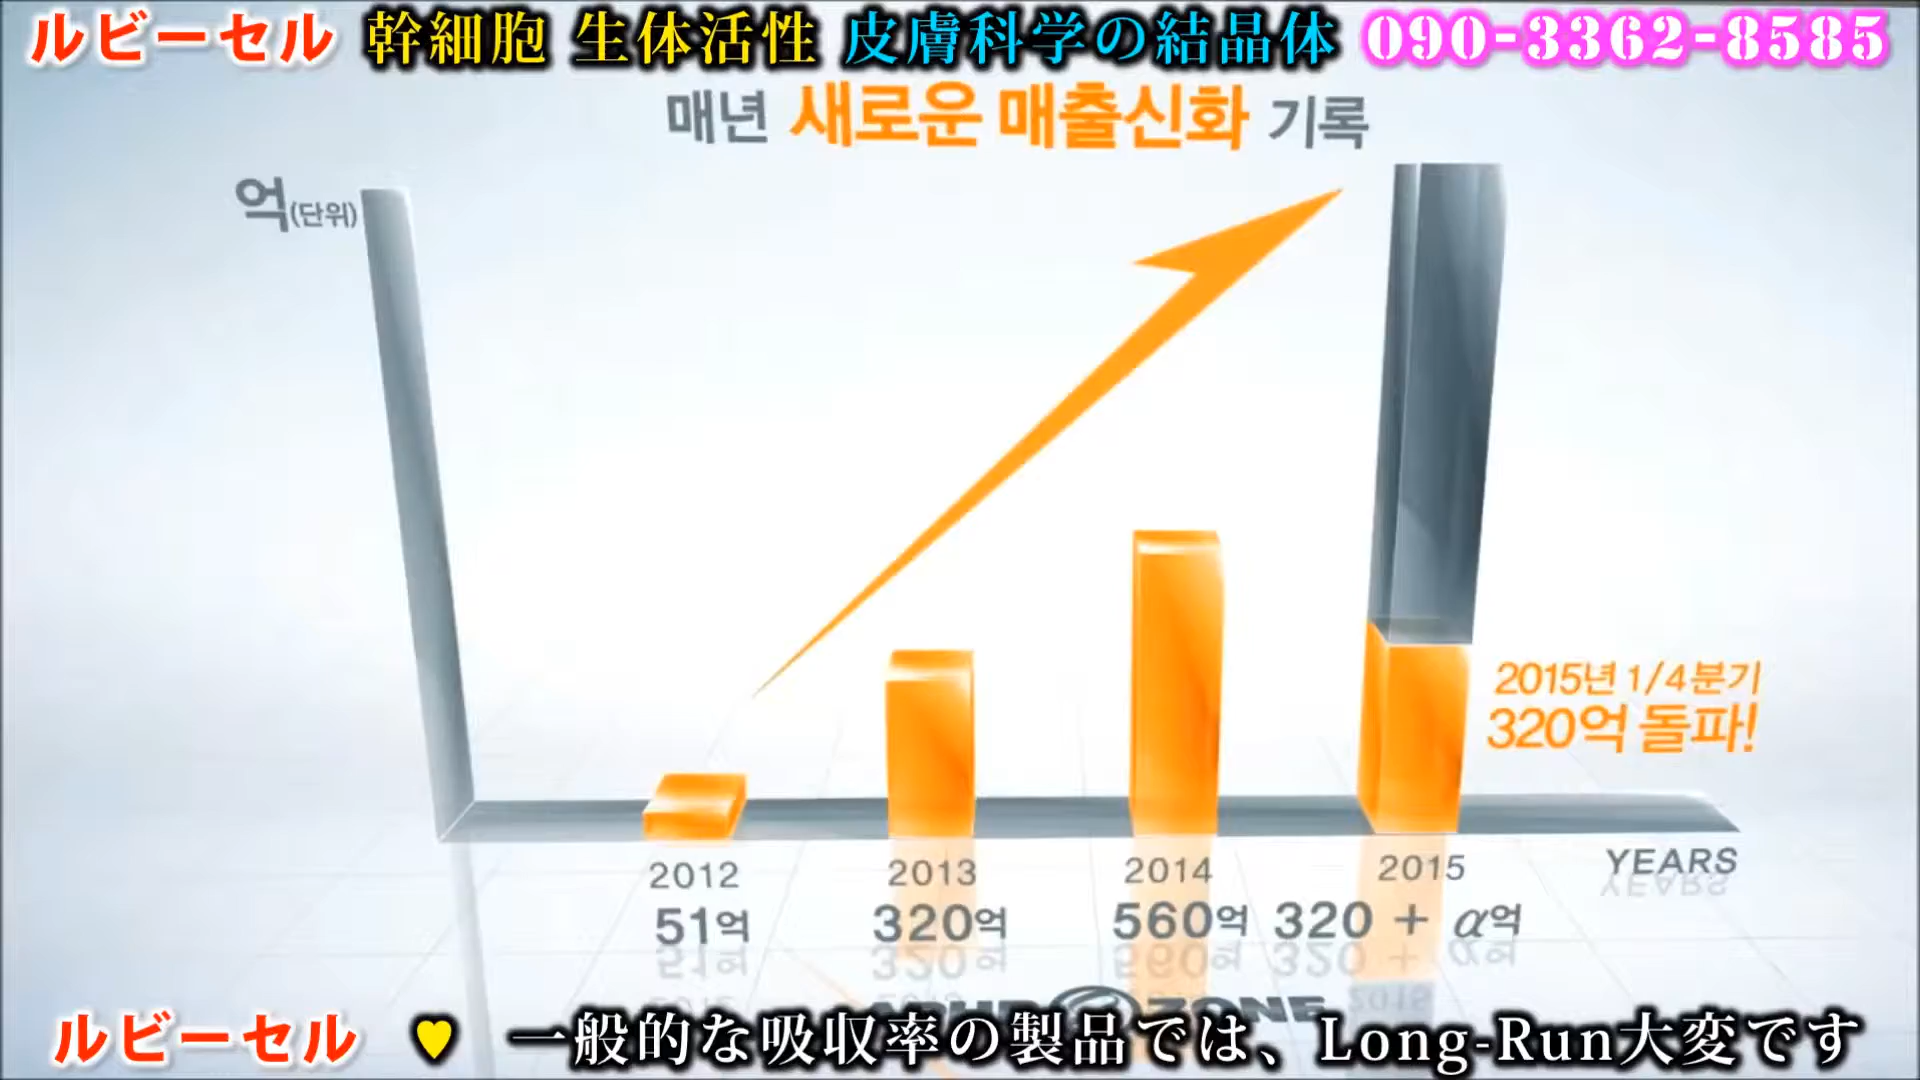 ルビーセル 幹細胞 生体活性 皮膚科学の結晶体 090-3362-8585
매년 새로운 매출신화 기록
억(단위)
2015년 1/4분기
320억 돌파!
2012 2013 2014 2015 YEARS
51억 320억 560억 320 + α억
ZONE
ルビーセル ♥ 一般的な吸収率の製品では、Long-Run大変です